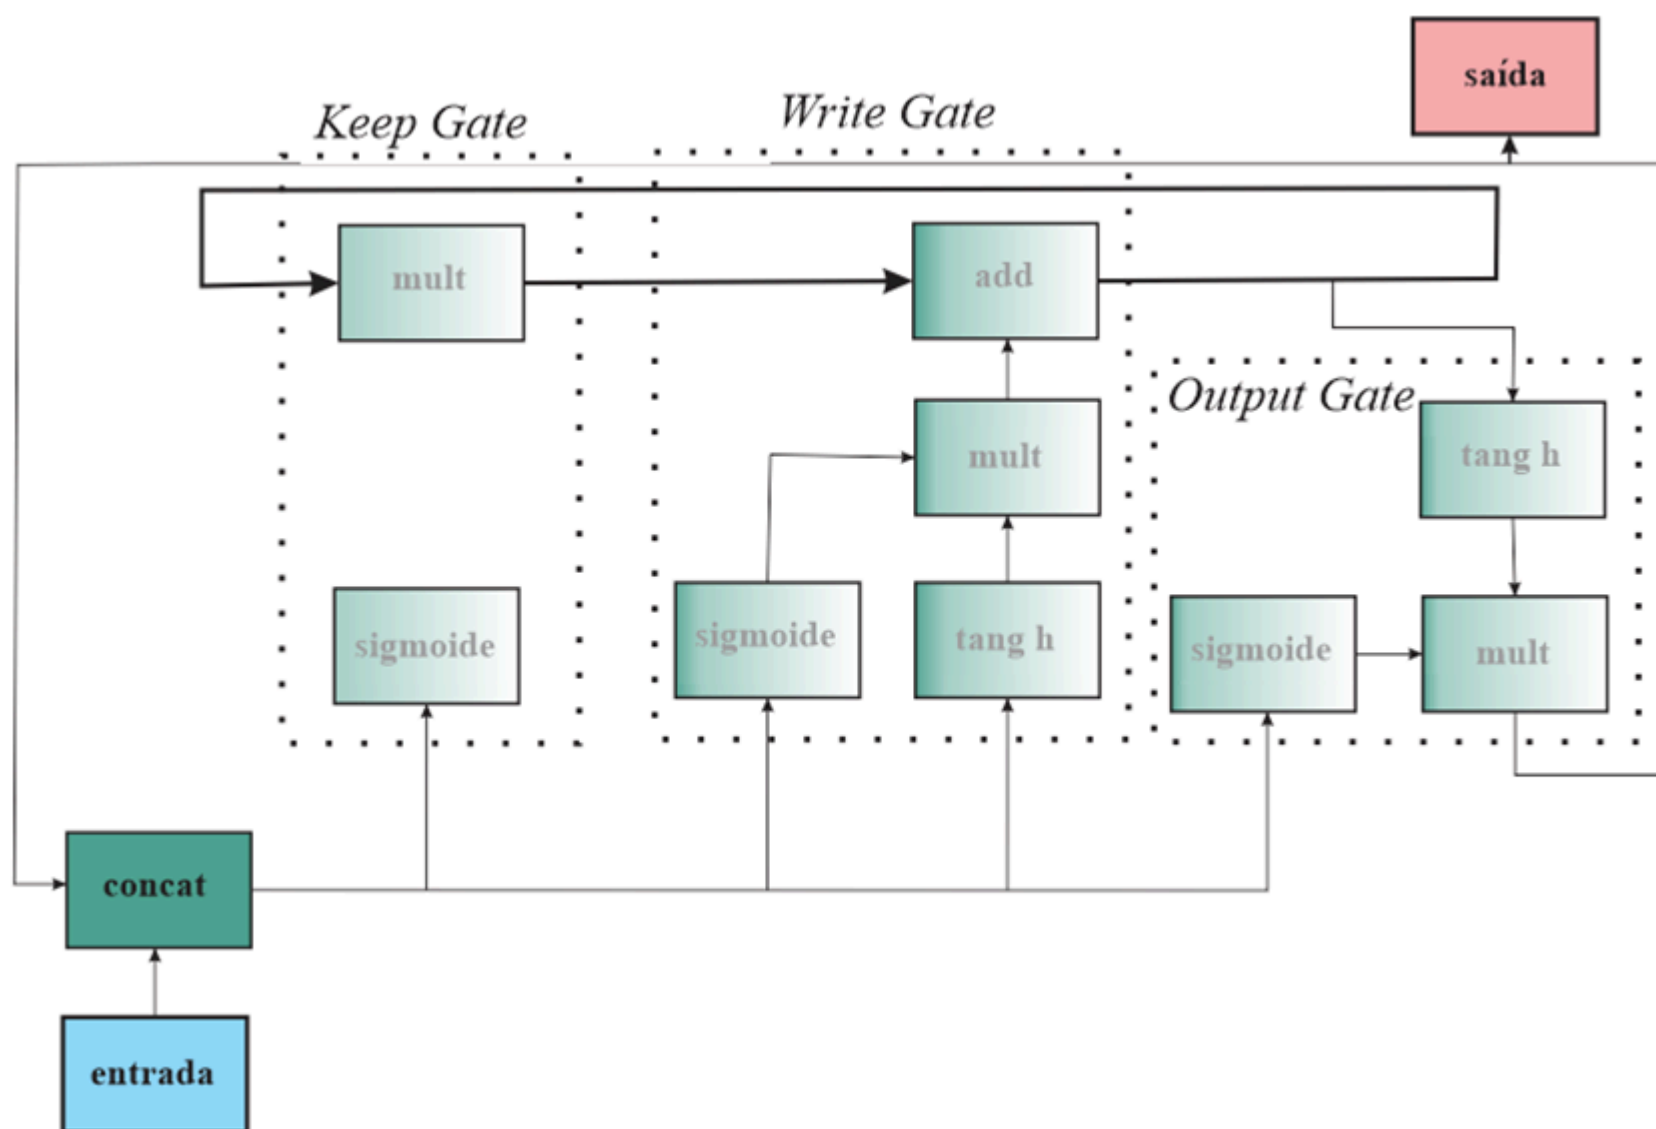 saída
Keep Gate
Write Gate
mult
add
Output Gate
mult
tang h
sigmoide
sigmoide
tang h
sigmoide
mult
concat
entrada